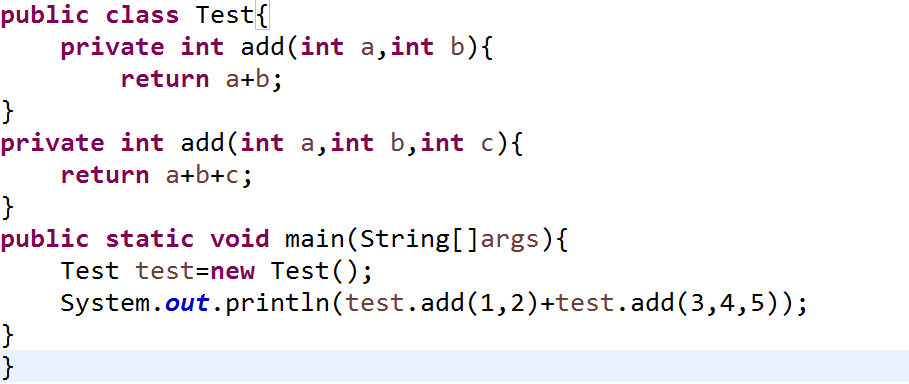 public class Test{
    private int add(int a,int b){
        return a+b;
}
private int add(int a,int b,int c){
    return a+b+c;
}
public static void main(String[]args){
    Test test=new Test();
    System.out.println(test.add(1,2)+test.add(3,4,5));
}
}